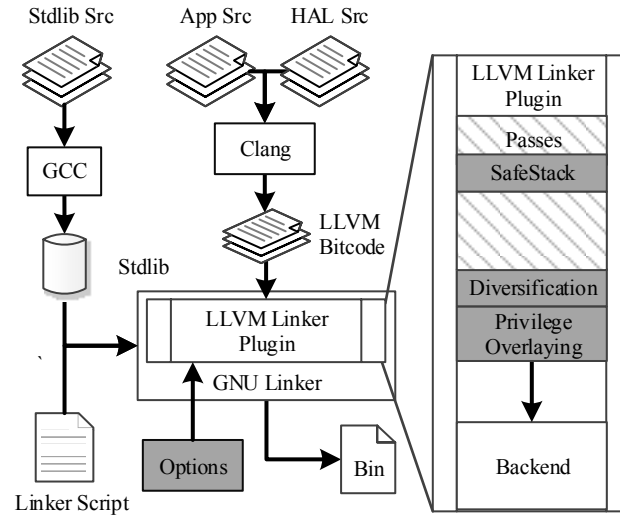 Stdlib Src
App Src
HAL Src
LLVM Linker
Plugin
Passes
SafeStack
GCC
Clang
LLVM
Bitcode
Stdlib
Diversification
Privilege
Overlaying
LLVM Linker
Plugin
`
GNU Linker
Options
Bin
Backend
Linker Script